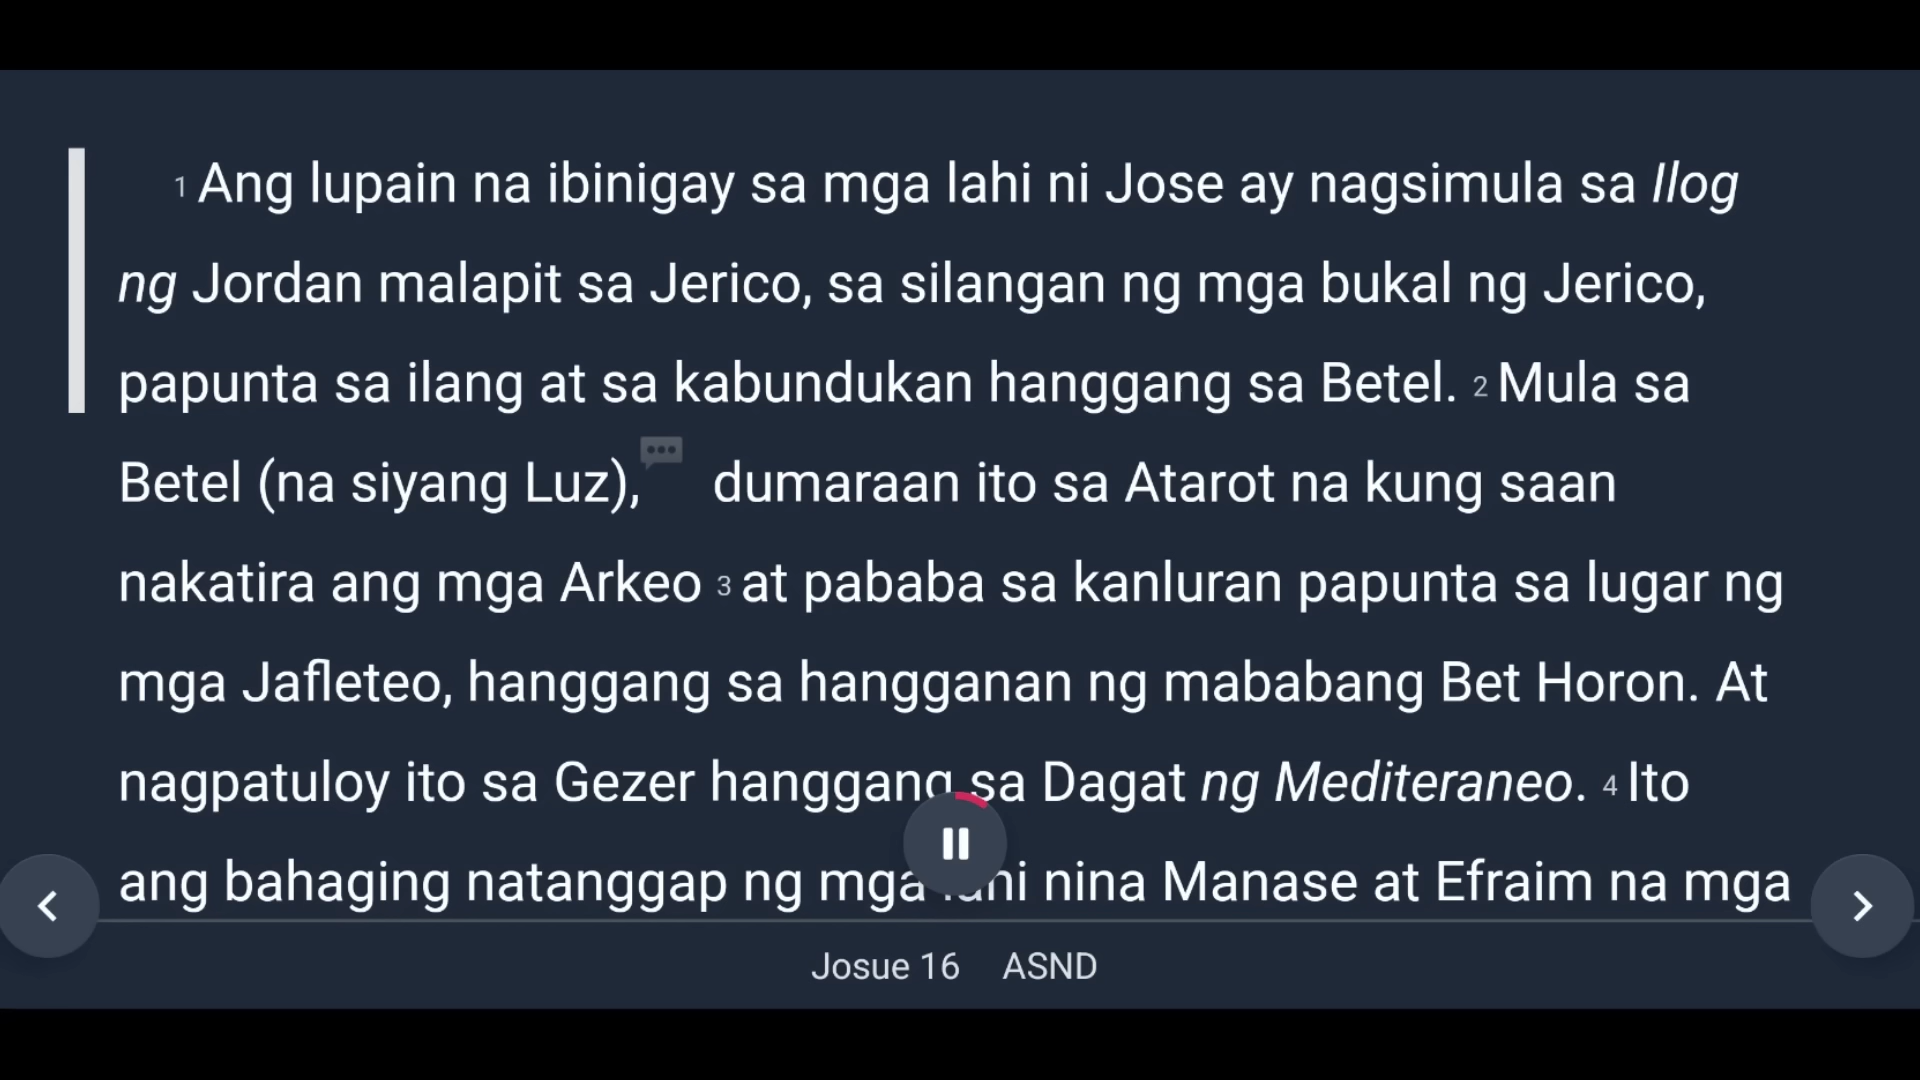 1 Ang lupain na ibinigay sa mga lahi ni Jose ay nagsimula sa Ilog
ng Jordan malapit sa Jerico, sa silangan ng mga bukal ng Jerico,
papunta sa ilang at sa kabundukan hanggang sa Betel. 2 Mula sa
Betel (na siyang Luz), dumaraan ito sa Atarot na kung saan
nakatira ang mga Arkeo 3 at pababa sa kanluran papunta sa lugar ng
mga Jafleteo, hanggang sa hangganan ng mababang Bet Horon. At
nagpatuloy ito sa Gezer hanggang sa Dagat ng Mediteraneo. 4 Ito
ang bahaging natanggap ng mga lahi nina Manase at Efraim na mga
Josue 16 ASND